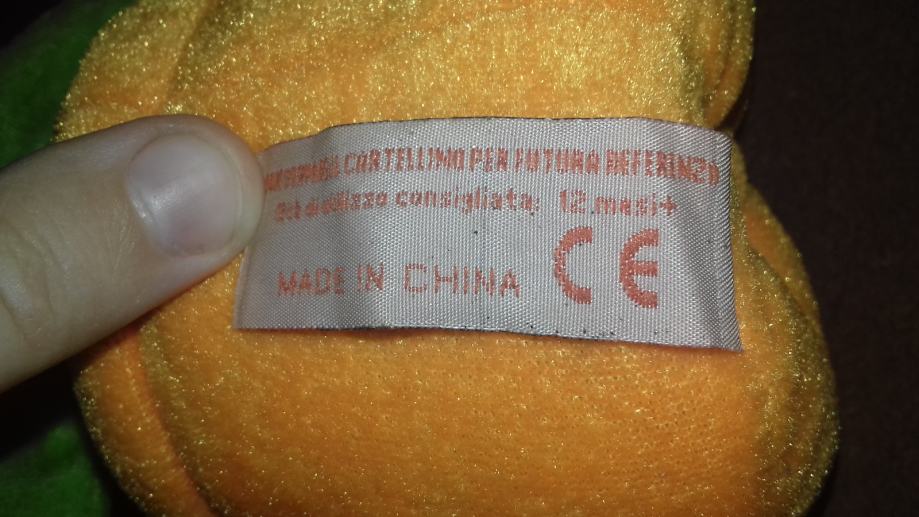 CARTELLINO PER FUTURA REFERENZA
consigliata: 12 mesi+
MADE IN CHINA CE